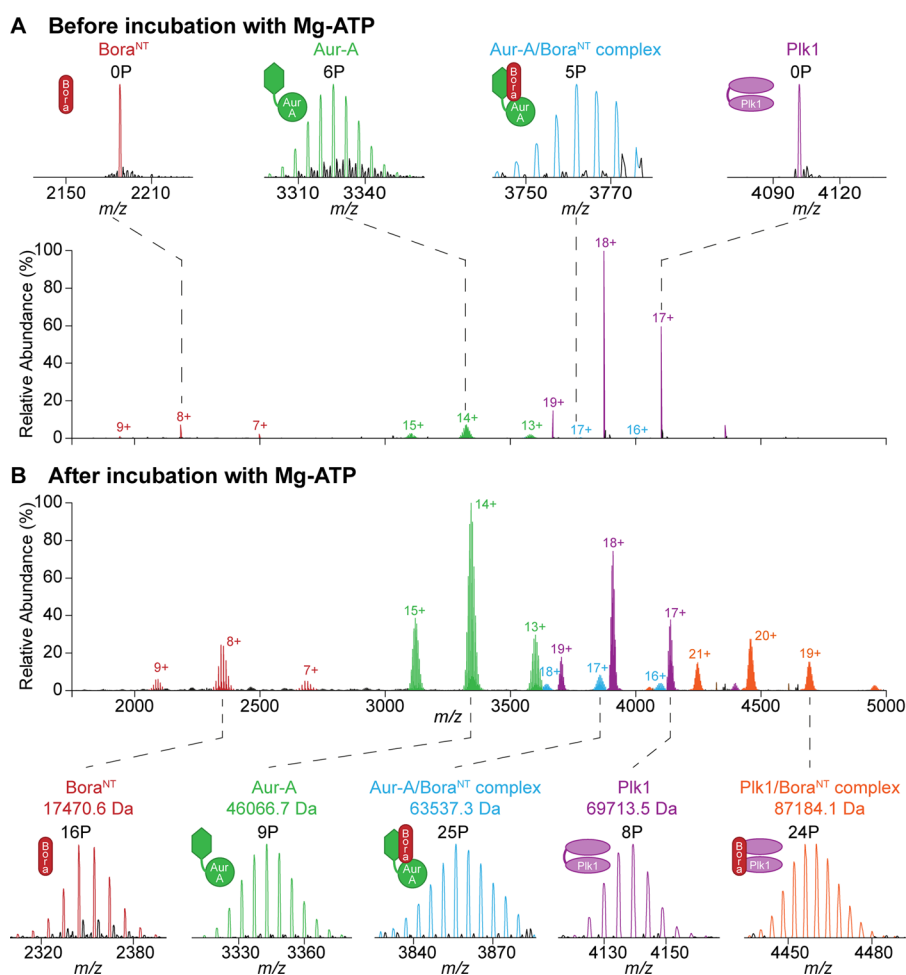 A Before incubation with Mg-ATP
Bora^NT
Aur-A
Aur-A/Bora^NT complex
Plk1
0P
6P
5P
0P
Bora
Aur A
Bora
Aur A
Plk1
2150 2210
3310 3340
3750 3770
4090 4120
m/z
m/z
m/z
m/z
Relative Abundance (%)
100
80
60
40
20
0
9+
8+
7+
15+
14+
13+
19+
17+
18+
16+
17+
B After incubation with Mg-ATP
Relative Abundance (%)
100
80
60
40
20
0
9+
8+
7+
15+
14+
13+
18+
19+
17+
18+
16+
17+
21+
20+
19+
2000 2500 3000 3500 4000 4500 5000
m/z
Bora^NT
17470.6 Da
16P
Aur-A
46066.7 Da
9P
Aur-A/Bora^NT complex
63537.3 Da
25P
Plk1
69713.5 Da
8P
Plk1/Bora^NT complex
87184.1 Da
24P
Bora
Aur A
Bora
Aur A
Plk1
Bora
Plk1
2320 2380
3330 3360
3840 3870
4130 4150
4450 4480
m/z
m/z
m/z
m/z
m/z